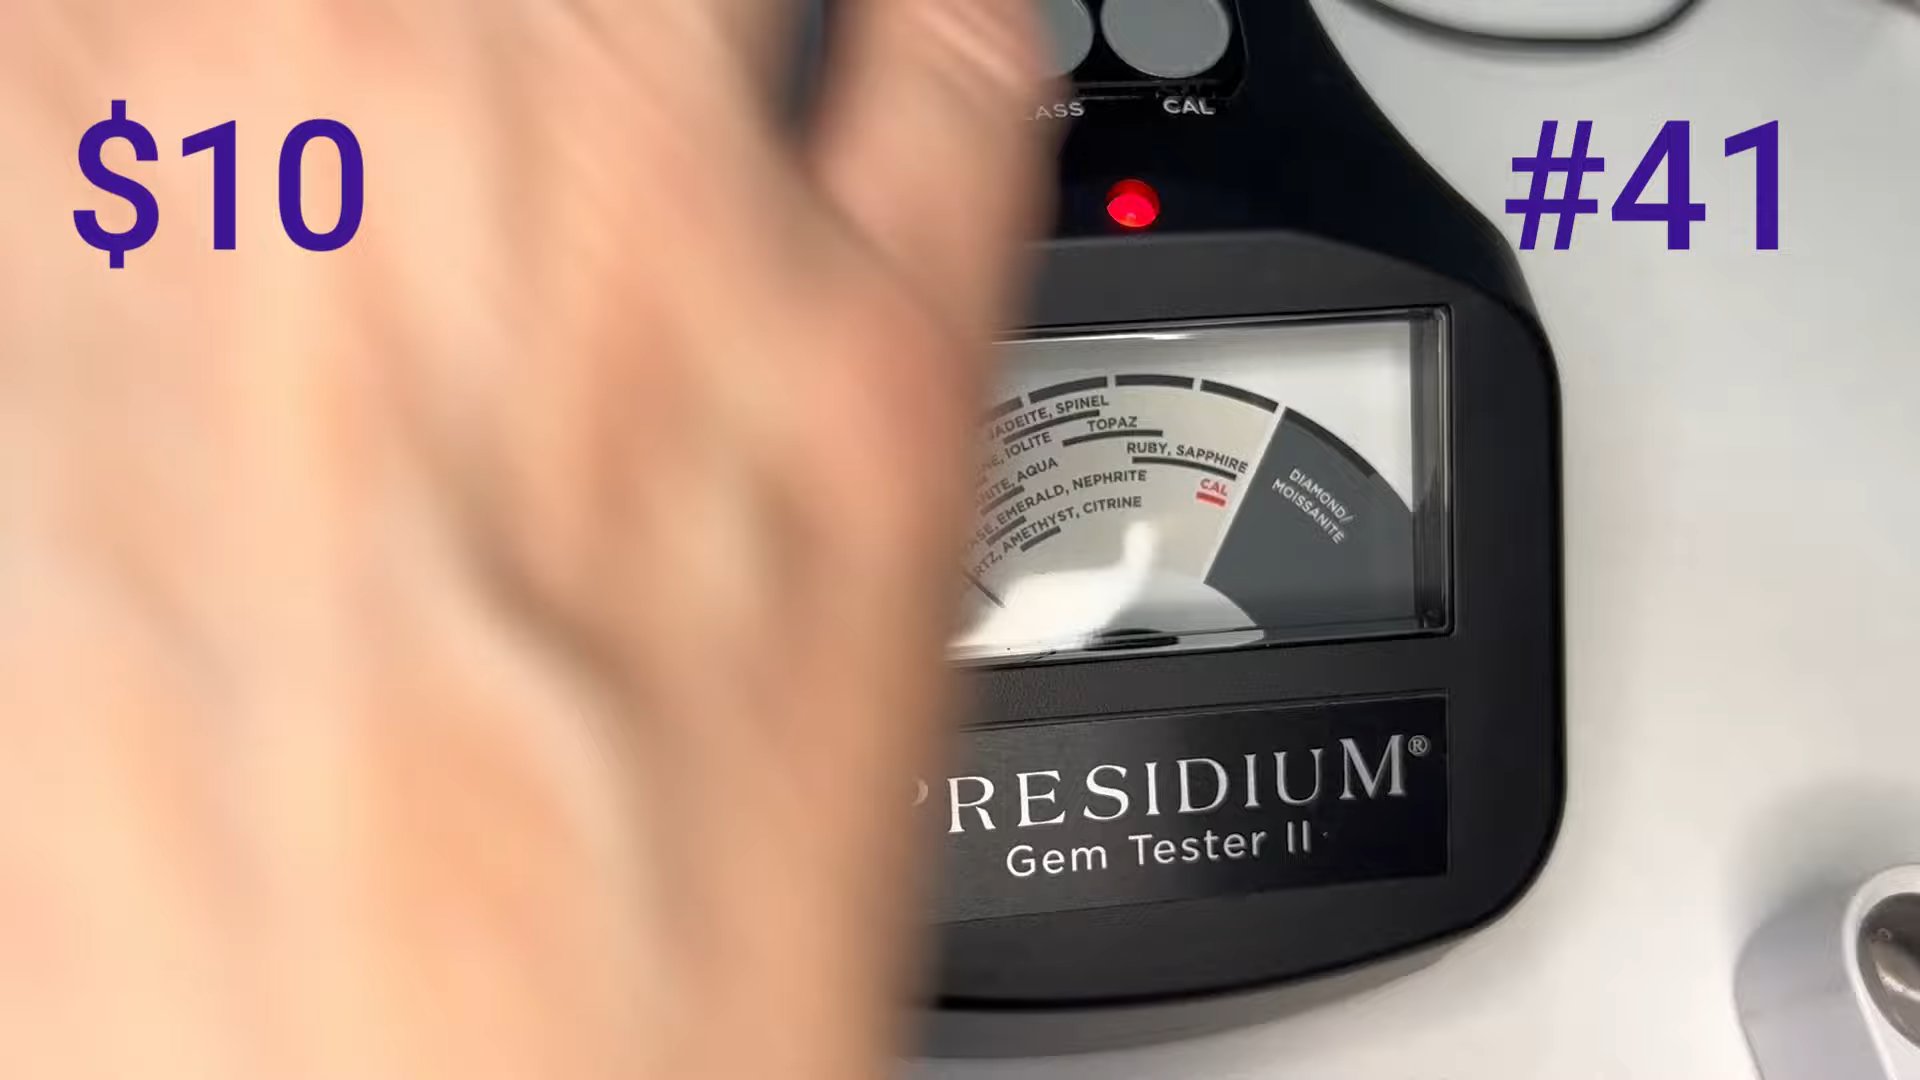 $10
#41
CAL
SPINEL
IOLITE
TOPAZ
AQUA
RUBY, SAPPHIRE
EMERALD, NEPHRITE
CAL
AMETHYST, CITRINE
DIAMOND/
MOISSANITE
PRESIDIUM®
Gem Tester II